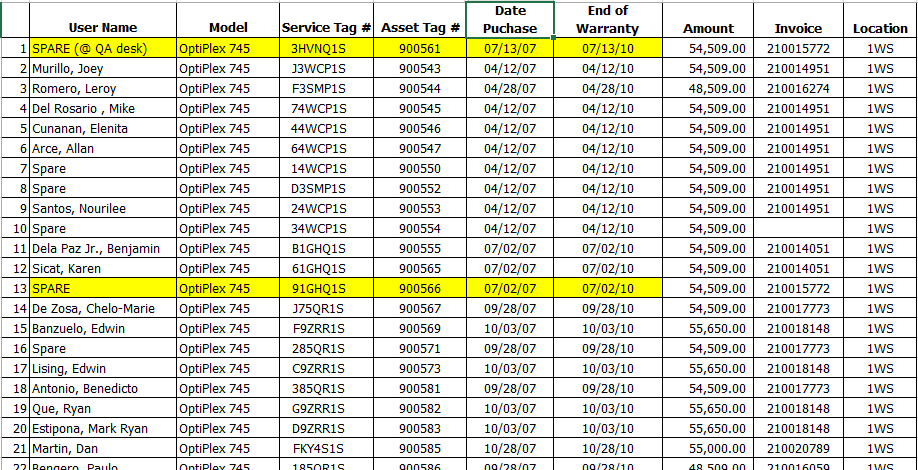 User Name Model Service Tag # Asset Tag # Date Puchase End of Warranty Amount Invoice Location
1 SPARE (@ QA desk) OptiPlex 745 3HVNQ1S 900561 07/13/07 07/13/10 54,509.00 210015772 1WS
2 Murillo, Joey OptiPlex 745 J3WCP1S 900543 04/12/07 04/12/10 54,509.00 210014951 1WS
3 Romero, Leroy OptiPlex 745 F3SMP1S 900544 04/28/07 04/28/10 48,509.00 210016274 1WS
4 Del Rosario , Mike OptiPlex 745 74WCP1S 900545 04/12/07 04/12/10 54,509.00 210014951 1WS
5 Cunanan, Elenita OptiPlex 745 44WCP1S 900546 04/12/07 04/12/10 54,509.00 210014951 1WS
6 Arce, Allan OptiPlex 745 64WCP1S 900547 04/12/07 04/12/10 54,509.00 210014951 1WS
7 Spare OptiPlex 745 14WCP1S 900550 04/12/07 04/12/10 54,509.00 210014951 1WS
8 Spare OptiPlex 745 D3SMP1S 900552 04/12/07 04/12/10 54,509.00 210014951 1WS
9 Santos, Nourilee OptiPlex 745 24WCP1S 900553 04/12/07 04/12/10 54,509.00 210014951 1WS
10 Spare OptiPlex 745 34WCP1S 900554 04/12/07 04/12/10 54,509.00 1WS
11 Dela Paz Jr., Benjamin OptiPlex 745 B1GHQ1S 900555 07/02/07 07/02/10 54,509.00 210014051 1WS
12 Sicat, Karen OptiPlex 745 61GHQ1S 900565 07/02/07 07/02/10 54,509.00 210014051 1WS
13 SPARE OptiPlex 745 91GHQ1S 900566 07/02/07 07/02/10 54,509.00 210015772 1WS
14 De Zosa, Chelo-Marie OptiPlex 745 J75QR1S 900567 09/28/07 09/28/10 54,509.00 210017773 1WS
15 Banzuelo, Edwin OptiPlex 745 F9ZRR1S 900569 10/03/07 10/03/10 55,650.00 210018148 1WS
16 Spare OptiPlex 745 285QR1S 900571 09/28/07 09/28/10 54,509.00 210017773 1WS
17 Lising, Edwin OptiPlex 745 C9ZRR1S 900573 10/03/07 10/03/10 55,650.00 210018148 1WS
18 Antonio, Benedicto OptiPlex 745 385QR1S 900581 09/28/07 09/28/10 54,509.00 210017773 1WS
19 Que, Ryan OptiPlex 745 G9ZRR1S 900582 10/03/07 10/03/10 55,650.00 210018148 1WS
20 Estipona, Mark Ryan OptiPlex 745 D9ZRR1S 900583 10/03/07 10/03/10 55,650.00 210018148 1WS
21 Martin, Dan OptiPlex 745 FKY4S1S 900585 10/28/07 10/28/10 55,000.00 210020789 1WS
22 Bengero, Paulo OptiPlex 745 185QR1S 900586 09/28/07 09/28/10 48,509.00 210016059 1WS